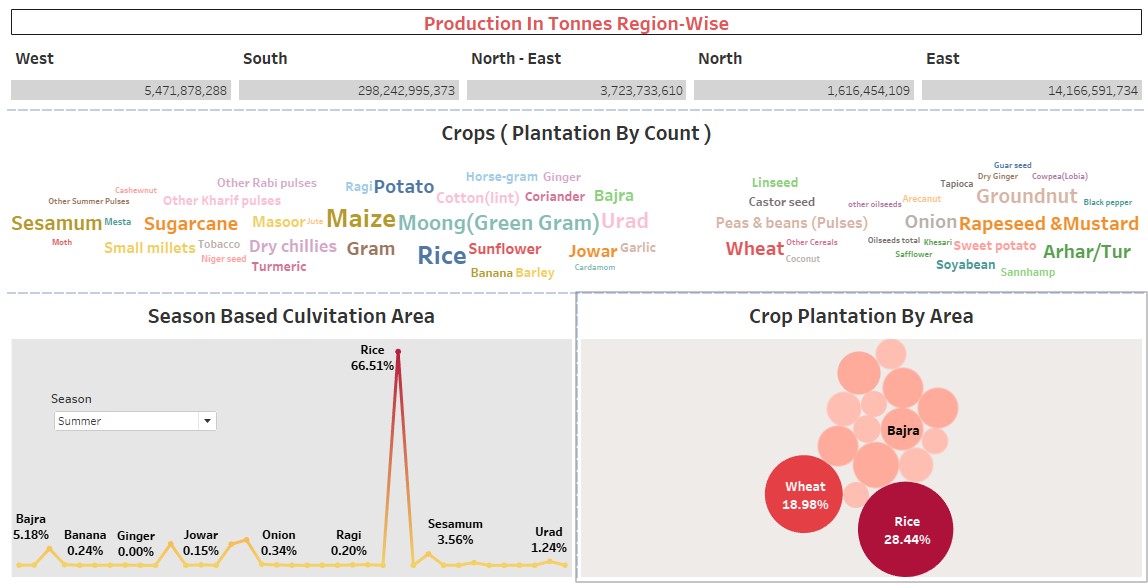 Production In Tonnes Region-Wise
West South North - East North East
5,471,878,288 298,242,995,373 3,723,733,610 1,616,454,109 14,166,591,734
Crops ( Plantation By Count )
Guar seed
Horse-gram Ginger Dry Ginger Cowpea(Lobia)
Other Rabi pulses Ragi Potato Linseed Tapioca
Cashewnut Cotton(lint) Coriander Bajra Groundnut
Other Summer Pulses Other Kharif pulses Castor seed other oilseeds Arecanut Black pepper
Sesamum Mesta Sugarcane Masoor Jute Maize Moong(Green Gram) Urad Peas & beans (Pulses) Onion Rapeseed &Mustard
Moth Small millets Tobacco Dry chillies Gram Rice Sunflower Jowar Garlic Wheat Other Cereals Oilseeds total Khesari Sweet potato Arhar/Tur
Niger seed Coconut Safflower
Turmeric Banana Barley Cardamom Soyabean Sannhamp
Season Based Culvitation Area
Rice
66.51%
Season
Summer
Bajra
5.18%
Banana
0.24%
Ginger
0.00%
Jowar
0.15%
Onion
0.34%
Ragi
0.20%
Sesamum
3.56%
Urad
1.24%
Crop Plantation By Area
Bajra
Wheat
18.98%
Rice
28.44%